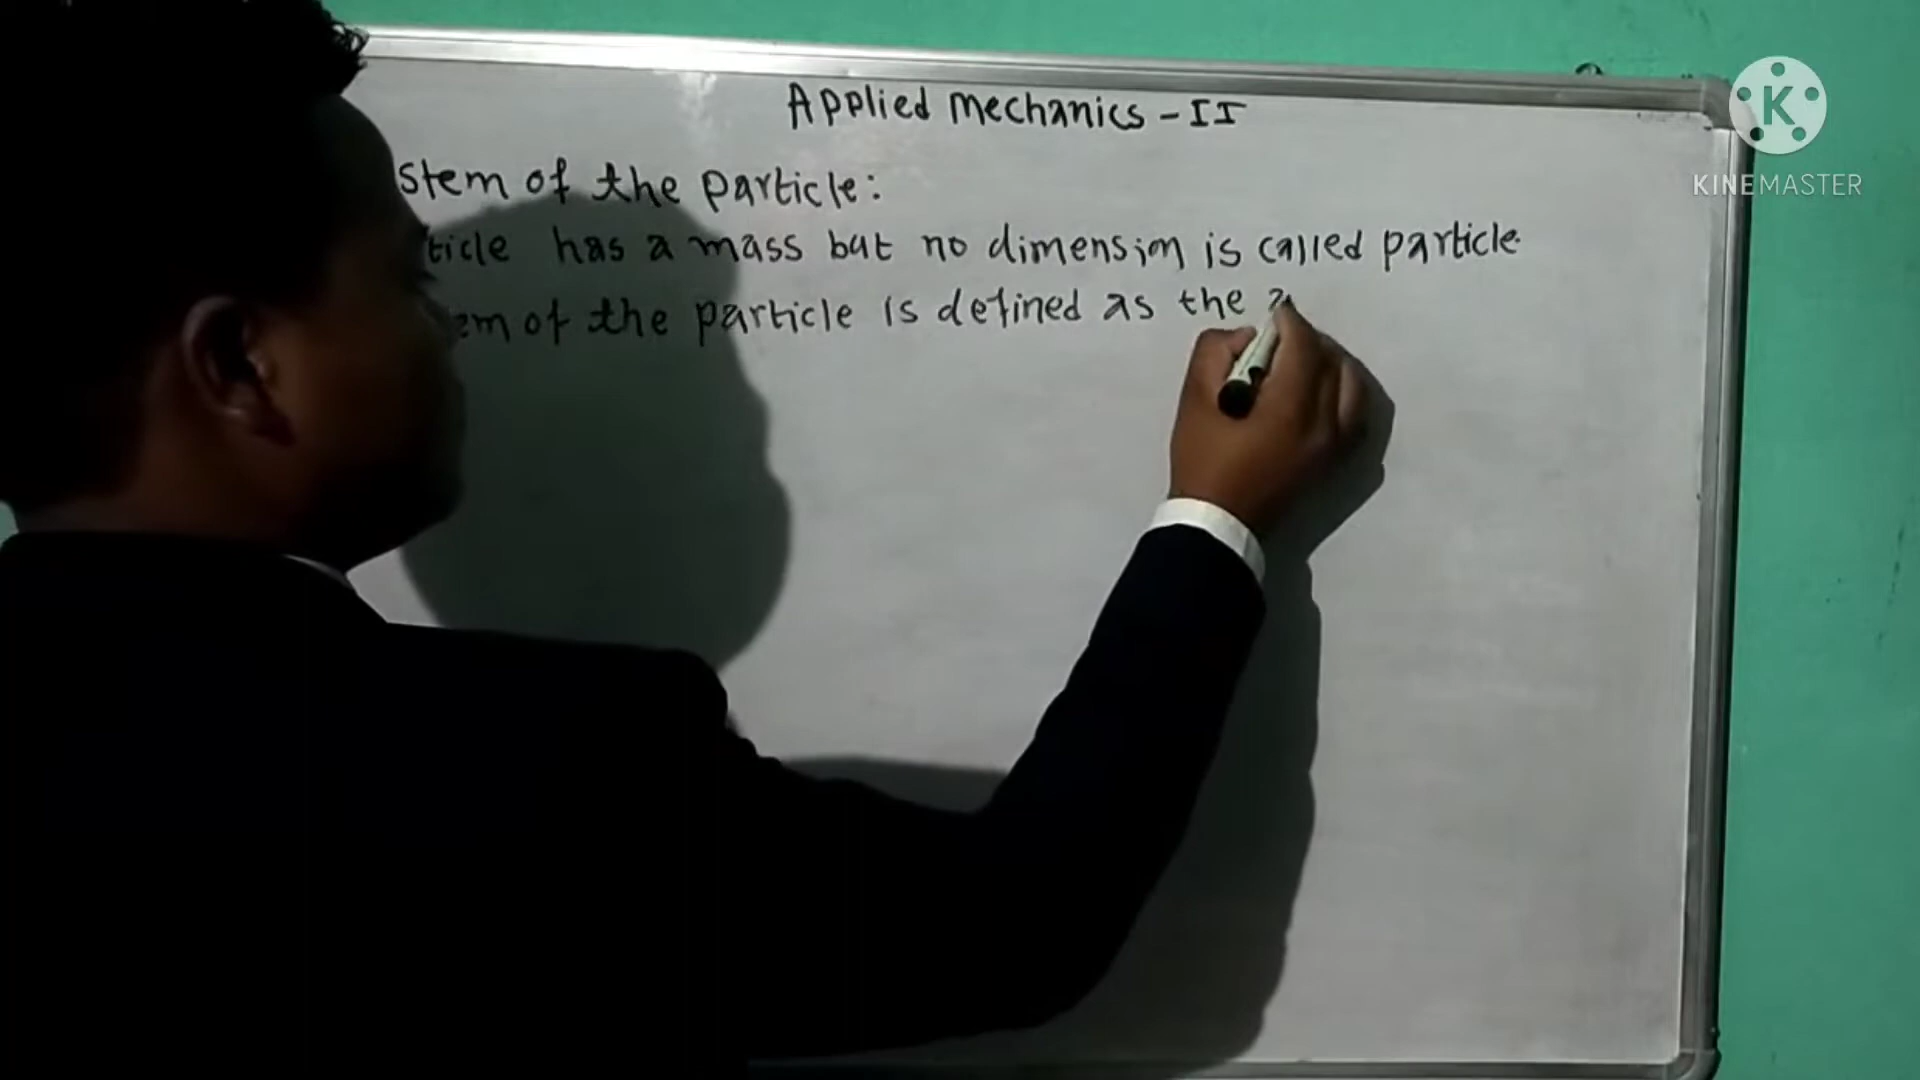 Applied Mechanics - II
stem of the particle:
ticle has a mass but no dimension is called particle.
em of the particle is defined as the
K
KINEMASTER